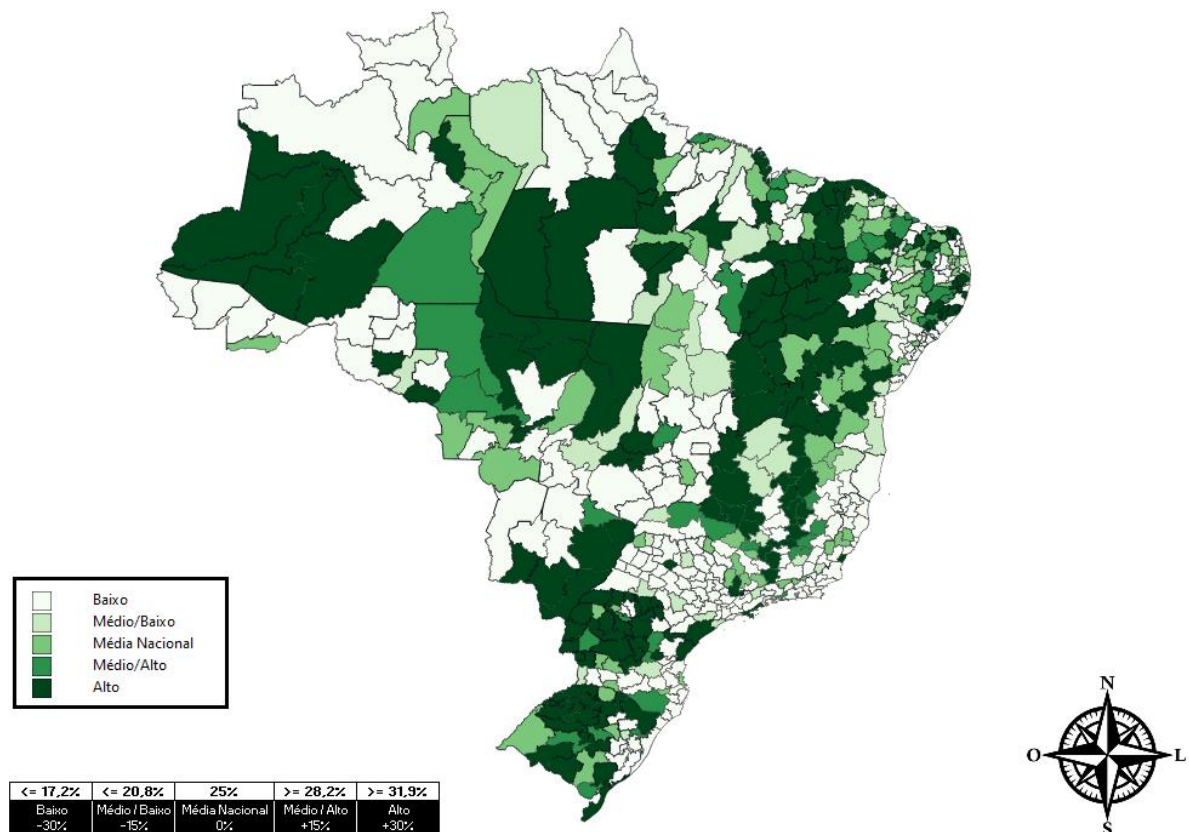 Baixo
Médio/Baixo
Média Nacional
Médio/Alto
Alto
N
O L
S
<= 17,2% <= 20,8% 25% >= 28,2% >= 31,9%
Baixo Médio / Baixo Média Nacional Médio / Alto Alto
-30% -15% 0% +15% +30%